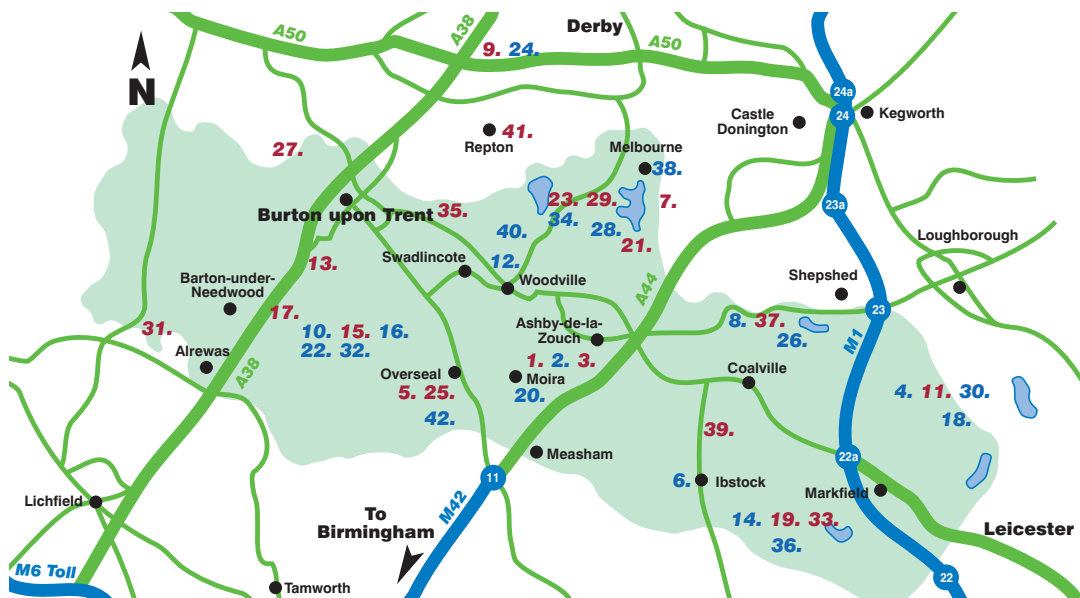 A50
A38
Derby
9. 24.
A50
N
24a
24
Castle
Donington
Kegworth
27.
41.
Repton
Melbourne
38.
Burton upon Trent
35.
23. 29.
34.
28.
7.
21.
23a
40.
12.
13.
Swadlincote
Woodville
Loughborough
Barton-under-
Needwood
17.
A44
Shepshed
23
31.
10. 15. 16.
22. 32.
Ashby-de-la-
Zouch
8. 37.
26.
M1
Alrewas
A38
1. 2. 3.
Moira
20.
Overseal
5. 25.
42.
Coalville
4. 11. 30.
18.
39.
Measham
22a
11
6.
Ibstock
Markfield
Lichfield
M42
To
Birmingham
14. 19. 33.
36.
Leicester
M6 Toll
Tamworth
22